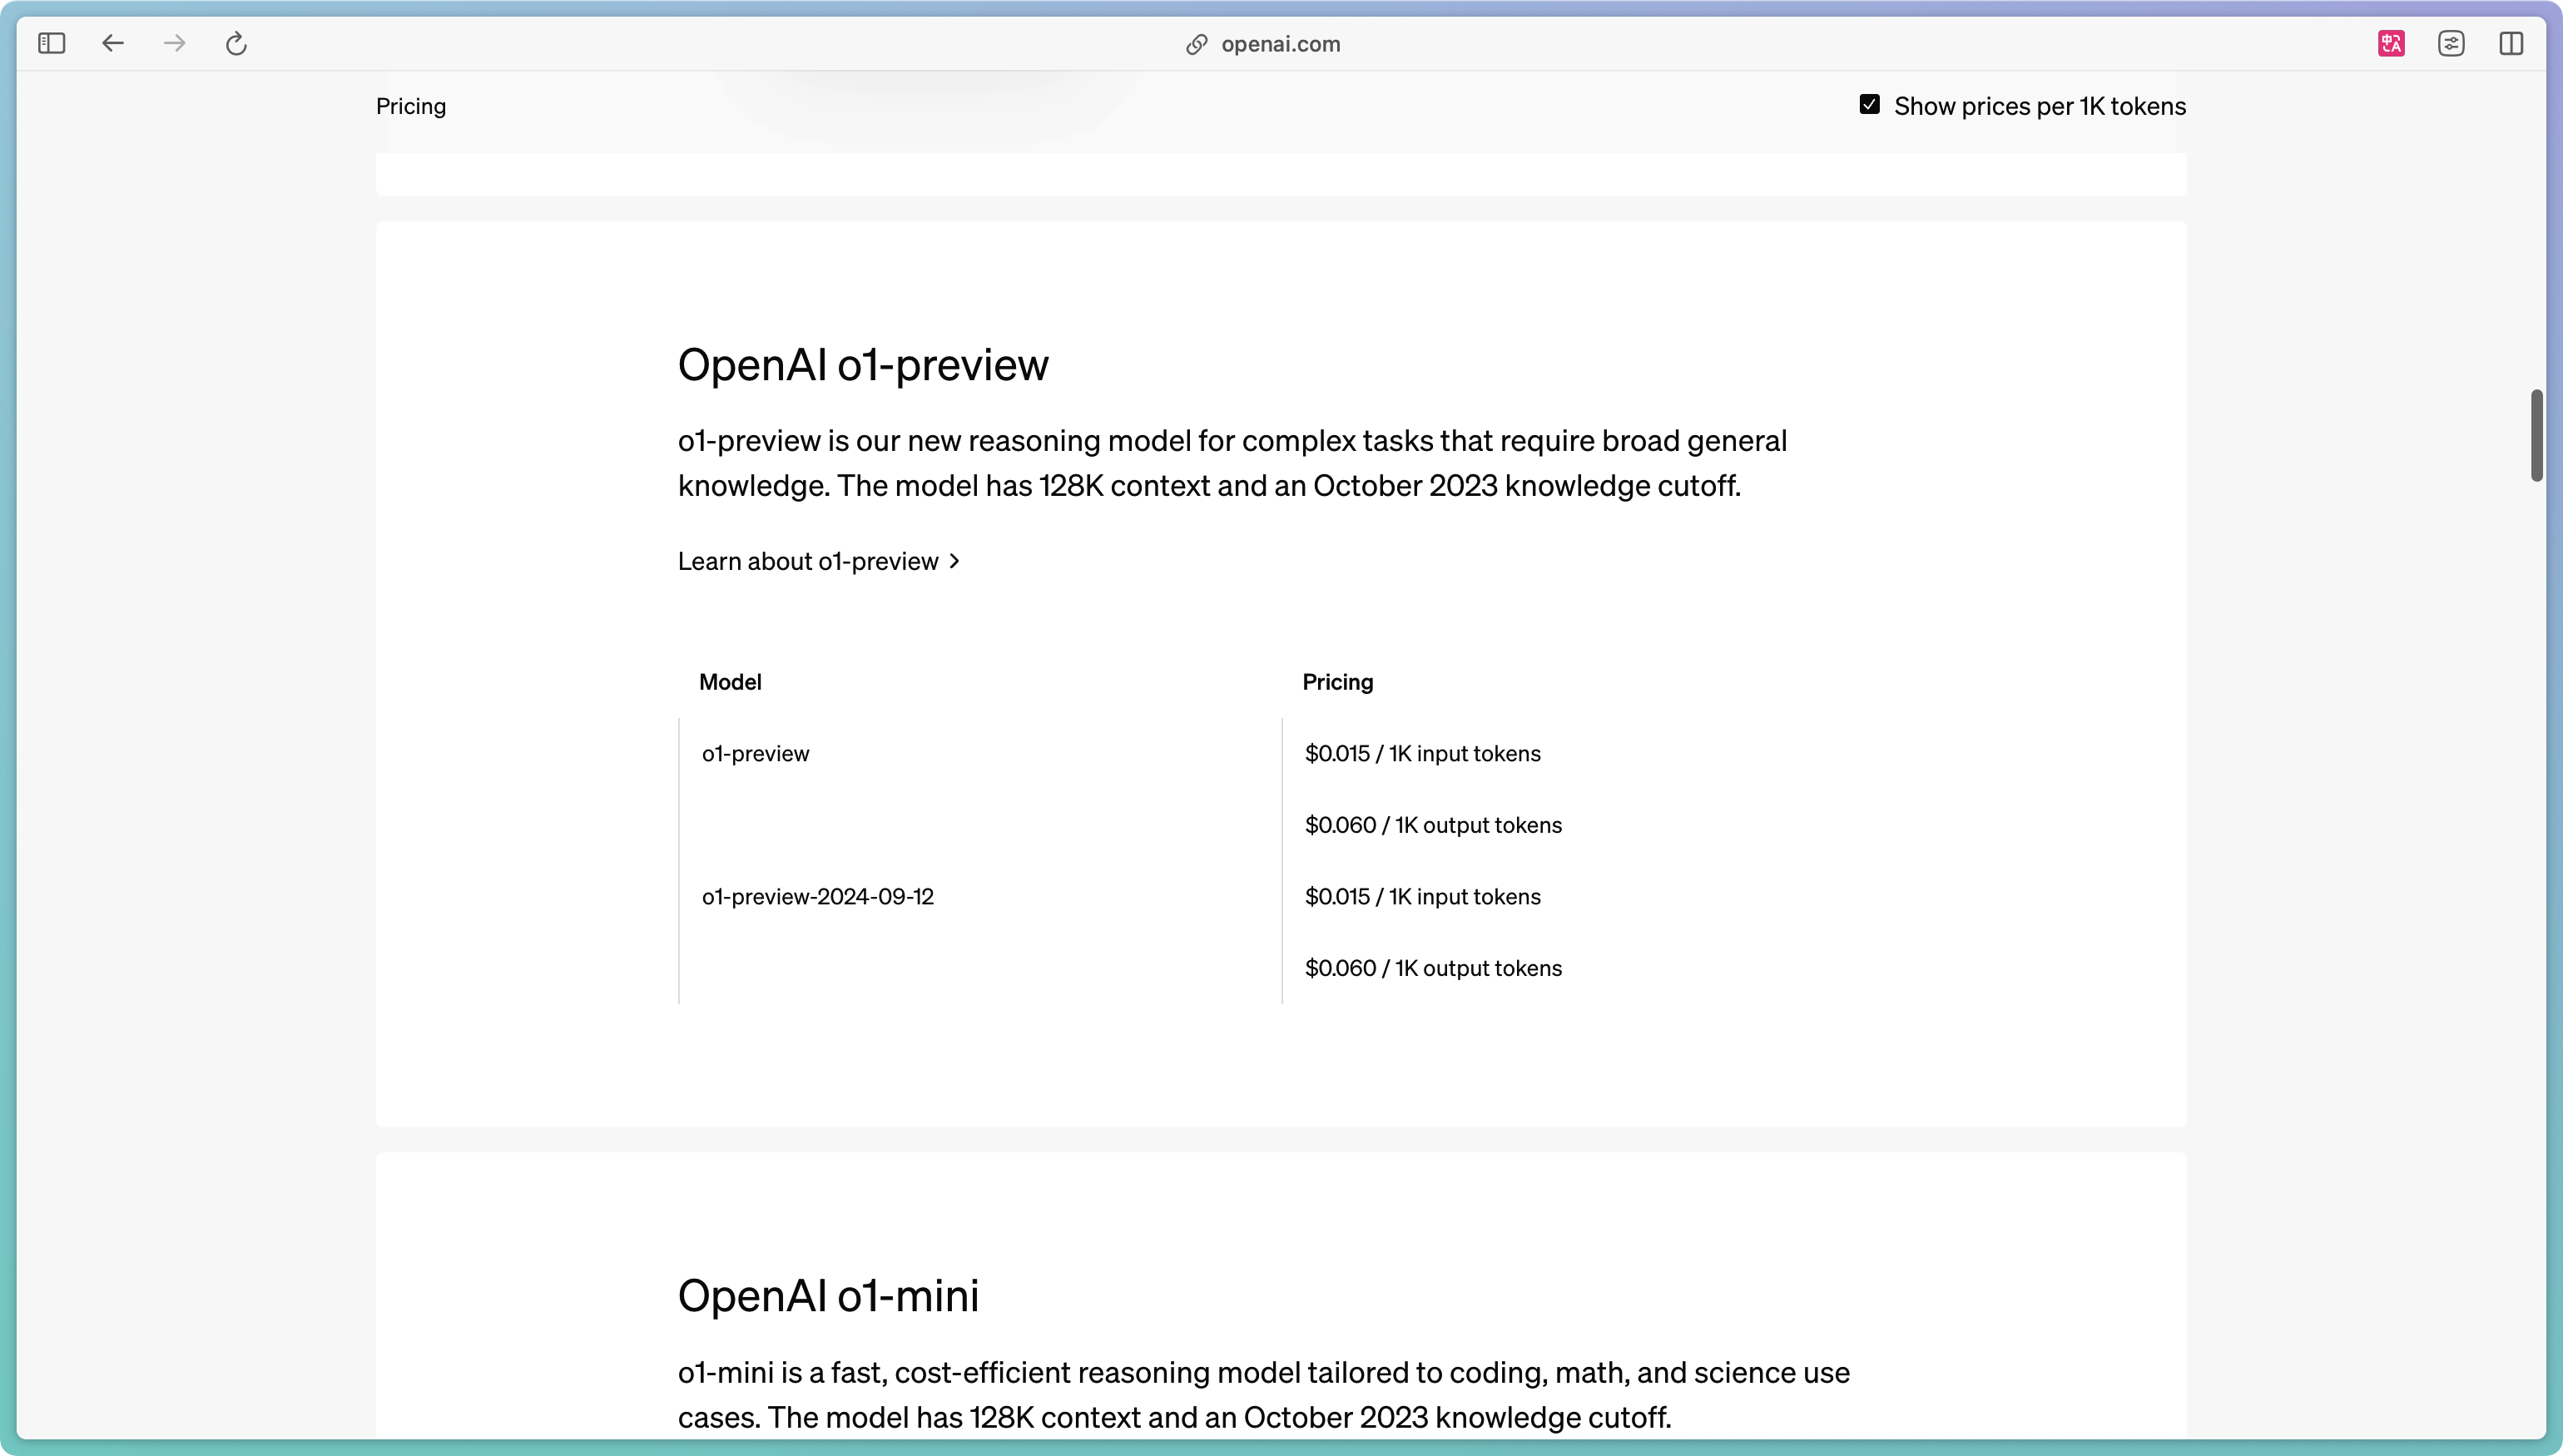 openai.com
Pricing
Show prices per 1K tokens
OpenAI o1-preview
o1-preview is our new reasoning model for complex tasks that require broad general
knowledge. The model has 128K context and an October 2023 knowledge cutoff.
Learn about o1-preview
Model
Pricing
o1-preview
$0.015 / 1K input tokens
$0.060 / 1K output tokens
o1-preview-2024-09-12
$0.015 / 1K input tokens
$0.060 / 1K output tokens
OpenAI o1-mini
o1-mini is a fast, cost-efficient reasoning model tailored to coding, math, and science use
cases. The model has 128K context and an October 2023 knowledge cutoff.